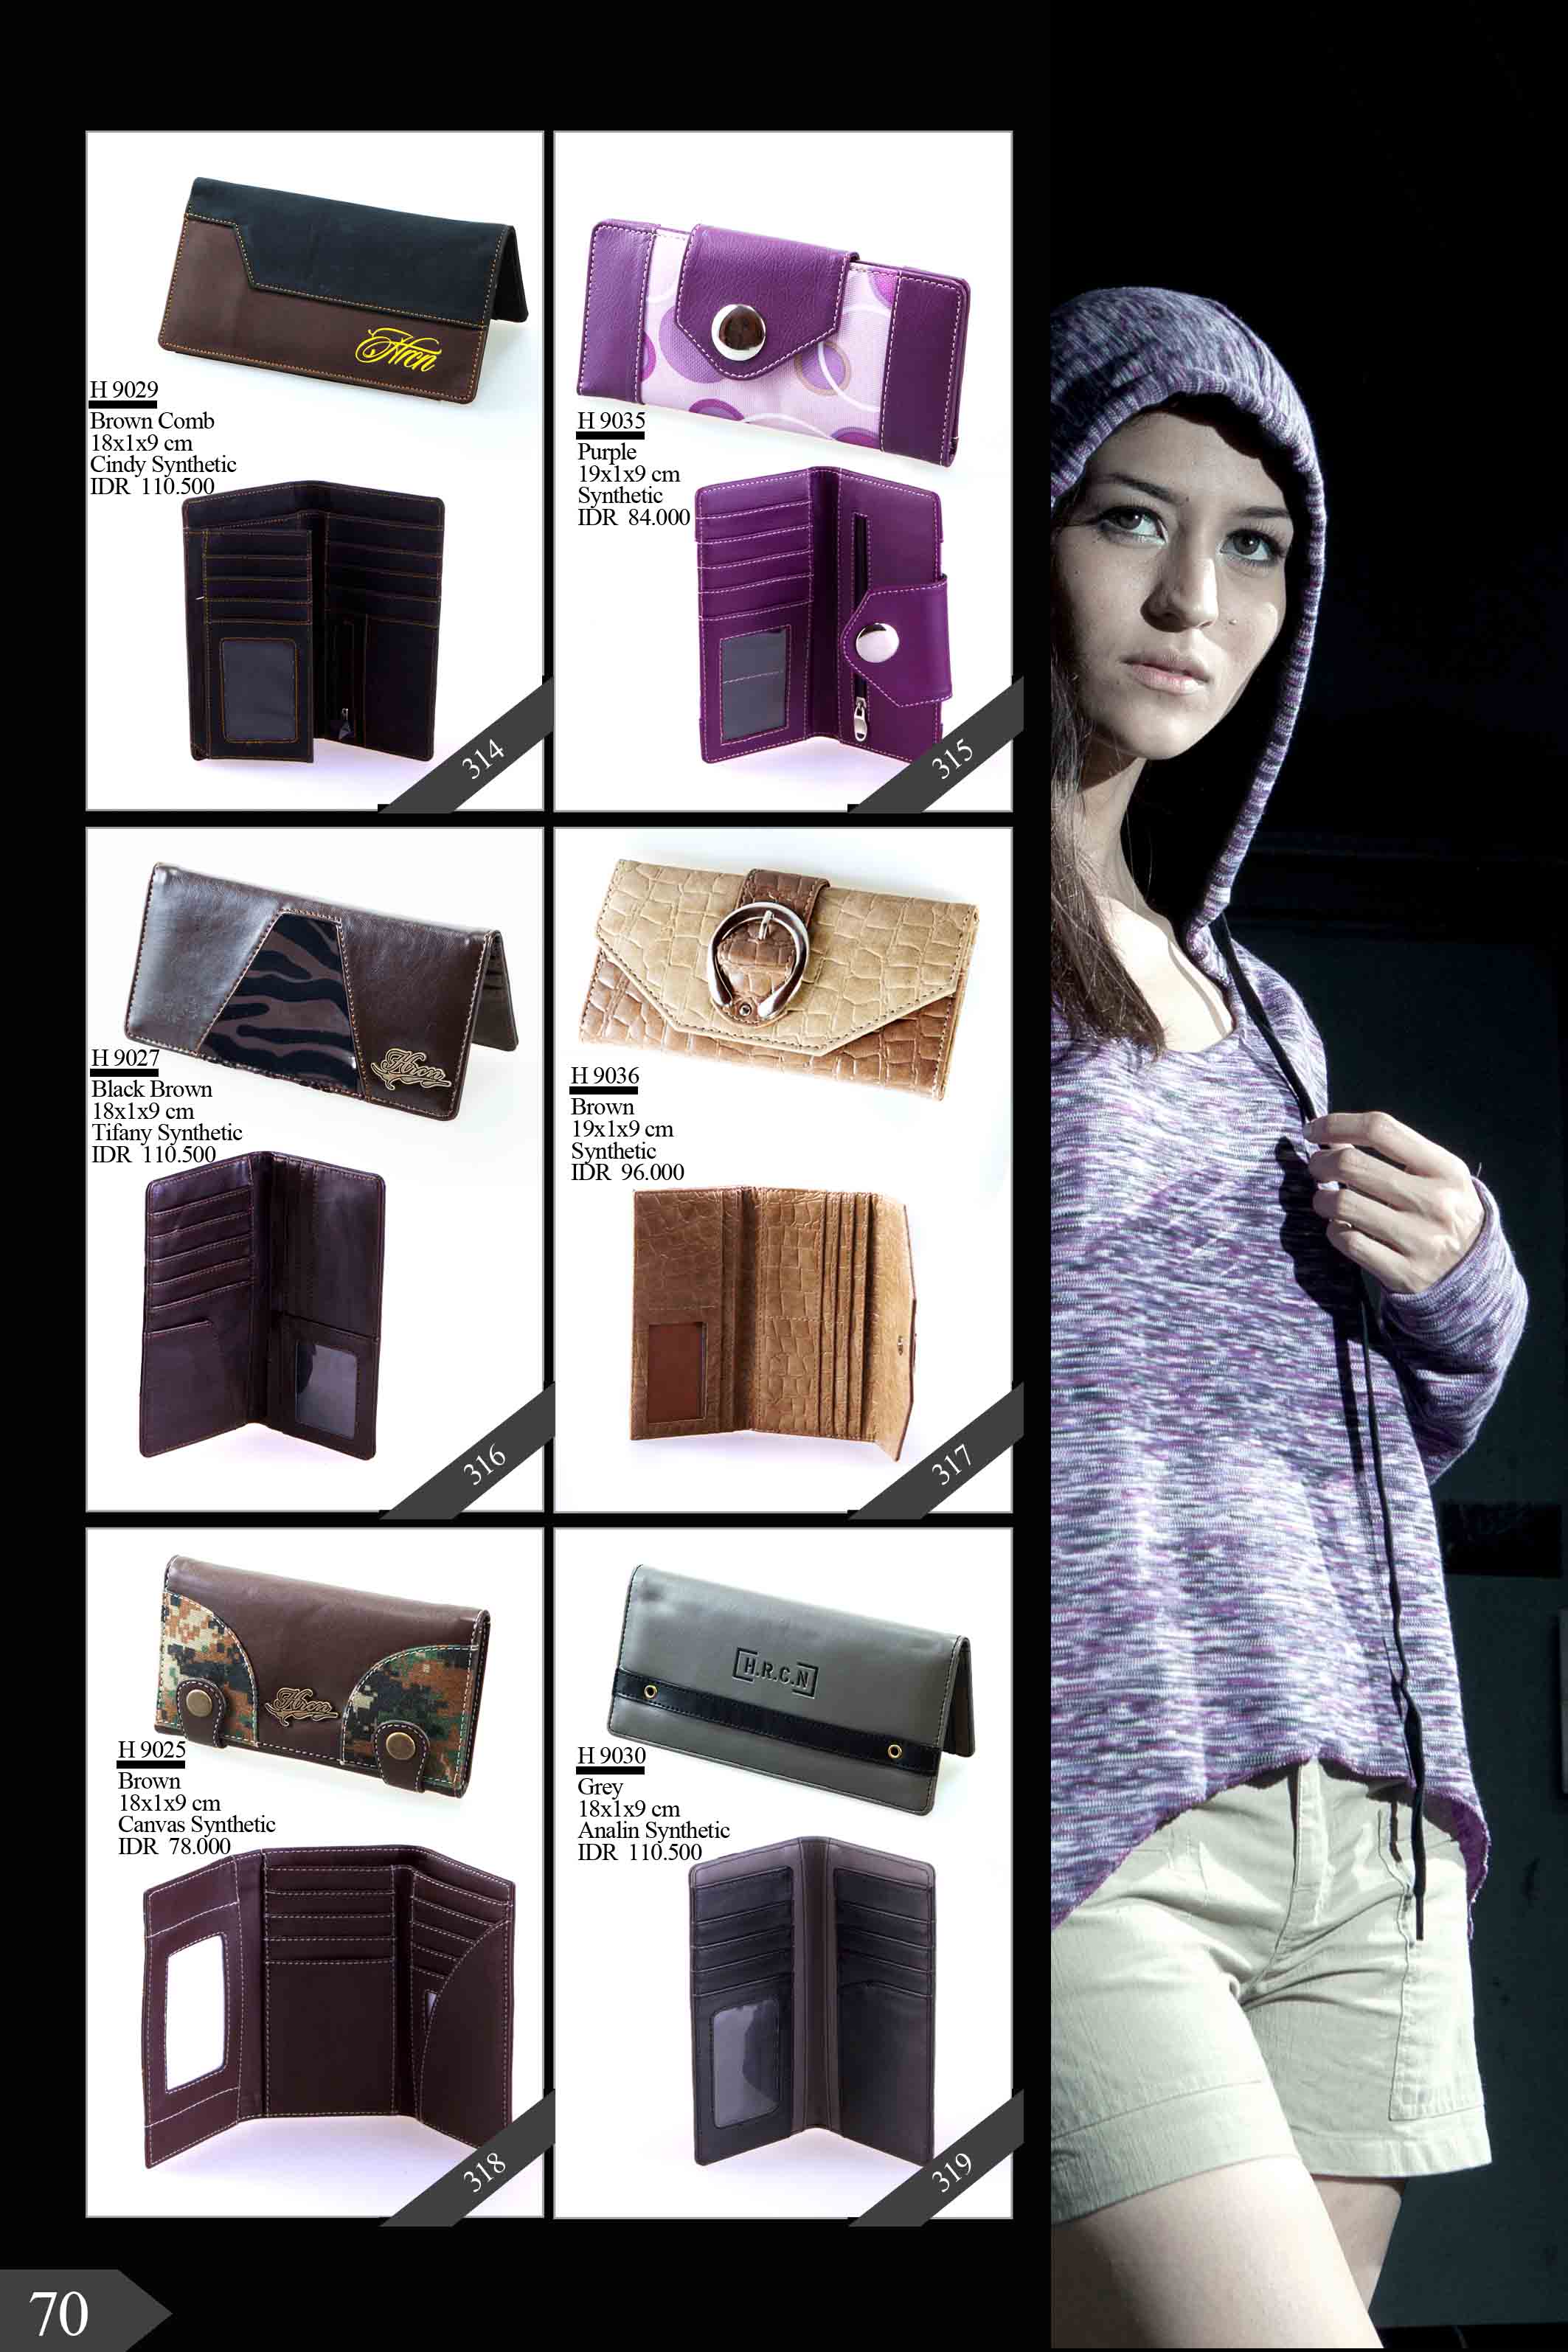 Hrcn
H 9029
Brown Comb
18x1x9 cm
Cindy Synthetic
IDR 110.500
314
H 9035
Purple
19x1x9 cm
Synthetic
IDR 84.000
315
Hrcn
H 9027
Black Brown
18x1x9 cm
Tifany Synthetic
IDR 110.500
316
H 9036
Brown
19x1x9 cm
Synthetic
IDR 96.000
317
Hrcn
H 9025
Brown
18x1x9 cm
Canvas Synthetic
IDR 78.000
318
H.R.C.N
H 9030
Grey
18x1x9 cm
Analin Synthetic
IDR 110.500
319
70